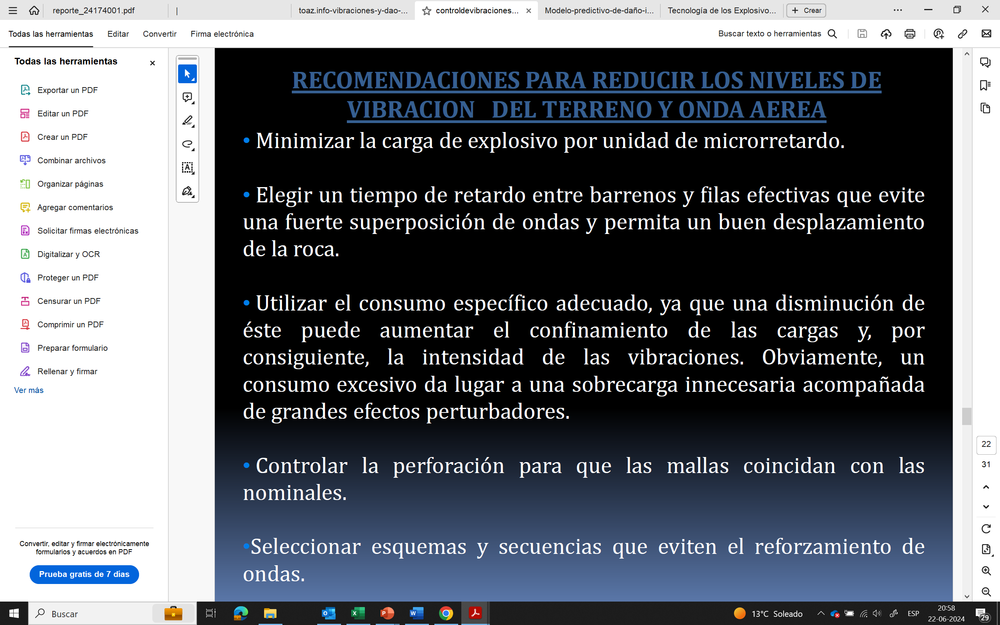 reporte_24174001.pdf
toaz.info-vibraciones-y-dao-...
controldevibraciones...
Modelo-predictivo-de-daño-i...
Tecnología de los Explosivo...
Crear
Todas las herramientas
Editar
Convertir
Firma electrónica
Buscar texto o herramientas
Todas las herramientas
Exportar un PDF
Editar un PDF
Crear un PDF
Combinar archivos
Organizar páginas
Agregar comentarios
Solicitar firmas electrónicas
Digitalizar y OCR
Proteger un PDF
Censurar un PDF
Comprimir un PDF
Preparar formulario
Rellenar y firmar
Ver más
Convertir, editar y firmar electrónicamente
formularios y acuerdos en PDF
Prueba gratis de 7 días
RECOMENDACIONES PARA REDUCIR LOS NIVELES DE
VIBRACION DEL TERRENO Y ONDA AEREA
• Minimizar la carga de explosivo por unidad de microrretardo.
• Elegir un tiempo de retardo entre barrenos y filas efectivas que evite
una fuerte superposición de ondas y permita un buen desplazamiento
de la roca.
• Utilizar el consumo específico adecuado, ya que una disminución de
éste puede aumentar el confinamiento de las cargas y, por
consiguiente, la intensidad de las vibraciones. Obviamente, un
consumo excesivo da lugar a una sobrecarga innecesaria acompañada
de grandes efectos perturbadores.
• Controlar la perforación para que las mallas coincidan con las
nominales.
•Seleccionar esquemas y secuencias que eviten el reforzamiento de
ondas.
22
31
Buscar
13°C Soleado
ESP
20:58
22-06-2024
29